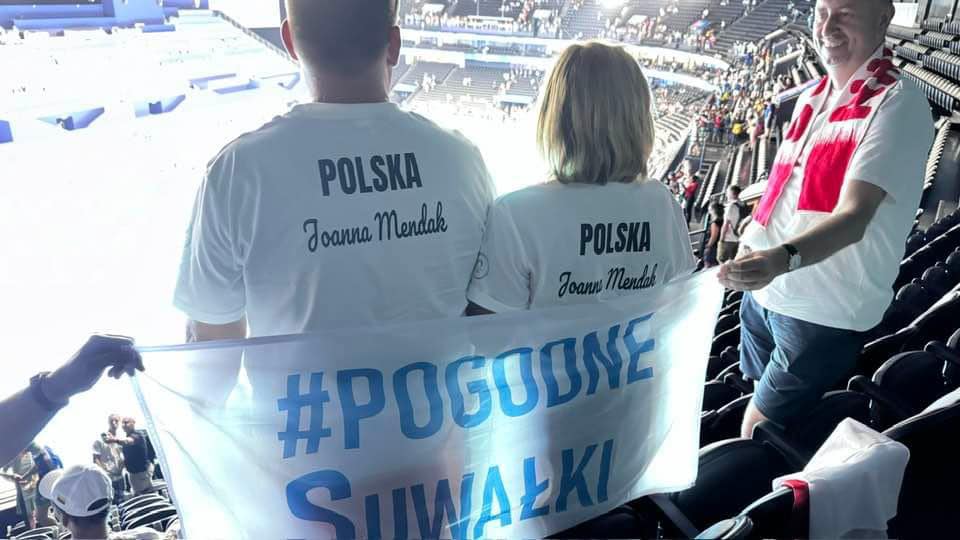 POLSKA
Joanna Mendak
POLSKA
Joanna Mendak
#POGODNE
SUWAŁKI